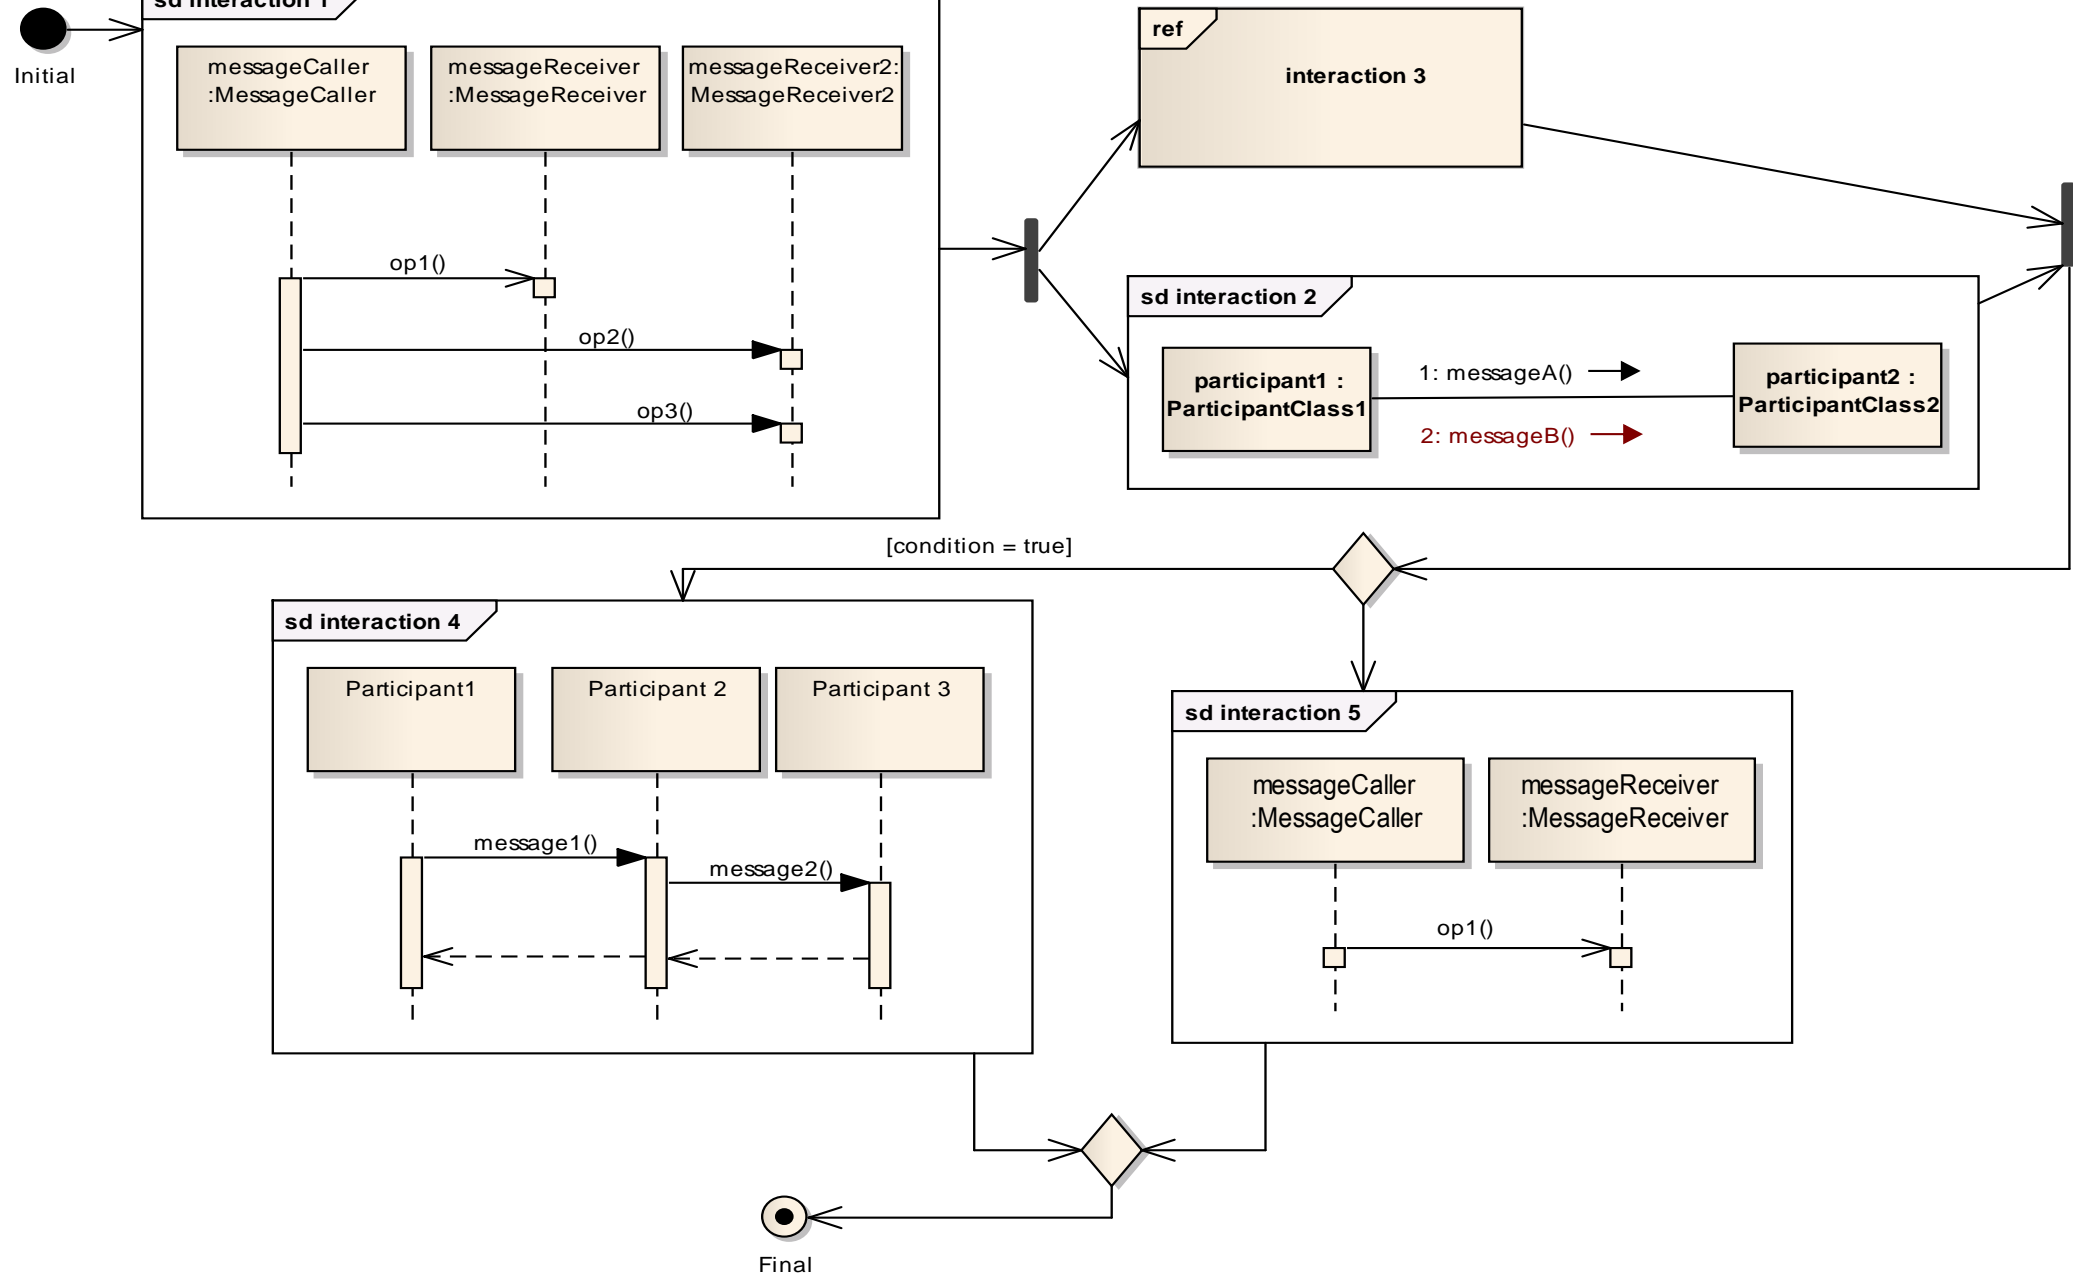 sd interaction 1
Initial
messageCaller
:MessageCaller
messageReceiver
:MessageReceiver
messageReceiver2:
MessageReceiver2
op1()
op2()
op3()
ref
interaction 3
sd interaction 2
participant1 :
ParticipantClass1
1: messageA()
2: messageB()
participant2 :
ParticipantClass2
[condition = true]
sd interaction 4
Participant1
Participant 2
Participant 3
message1()
message2()
sd interaction 5
messageCaller
:MessageCaller
messageReceiver
:MessageReceiver
op1()
Final